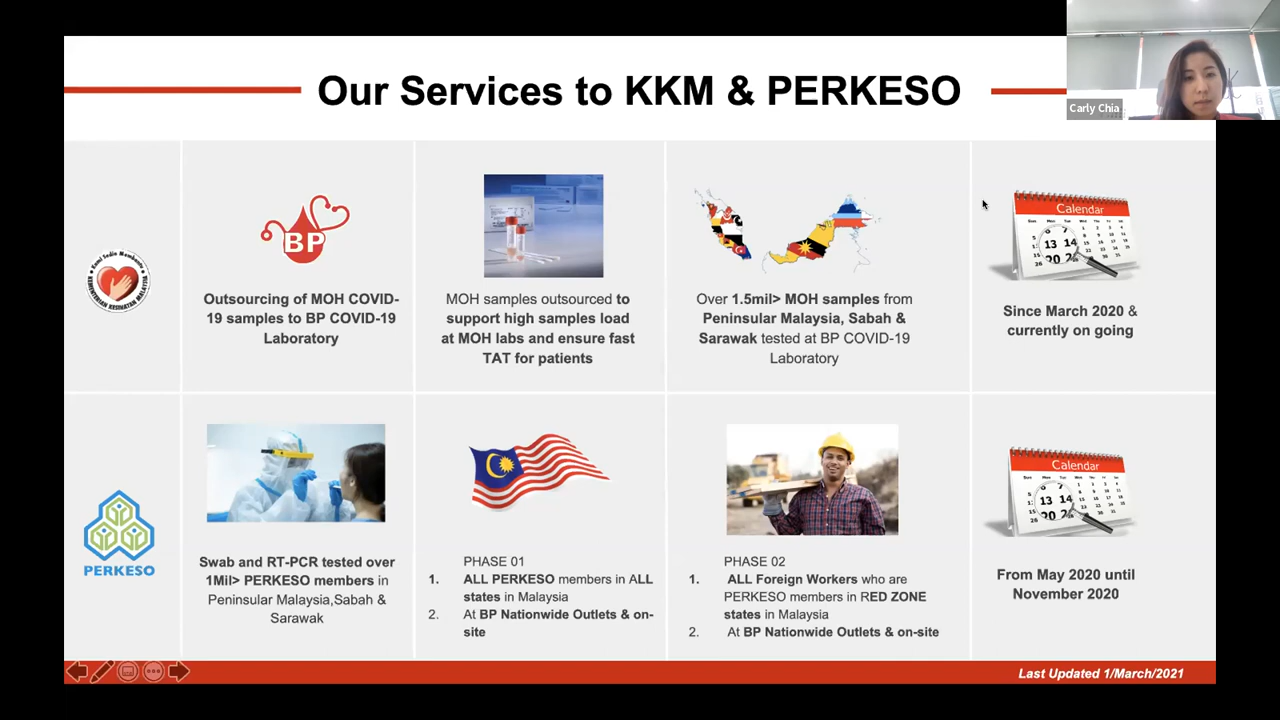 Our Services to KKM & PERKESO
Carly Chia
BP
Calendar
Kami Sedia Membantu
KEMENTERIAN KESIHATAN MALAYSIA
Outsourcing of MOH COVID-
19 samples to BP COVID-19
Laboratory
MOH samples outsourced to
support high samples load
at MOH labs and ensure fast
TAT for patients
Over 1.5mil> MOH samples from
Peninsular Malaysia, Sabah &
Sarawak tested at BP COVID-19
Laboratory
Since March 2020 &
currently on going
Calendar
PERKESO
Swab and RT-PCR tested over
1Mil> PERKESO members in
Peninsular Malaysia,Sabah &
Sarawak
PHASE 01
1. ALL PERKESO members in ALL
states in Malaysia
2. At BP Nationwide Outlets & on-
site
PHASE 02
1. ALL Foreign Workers who are
PERKESO members in RED ZONE
states in Malaysia
2. At BP Nationwide Outlets & on-site
From May 2020 until
November 2020
Last Updated 1/March/2021